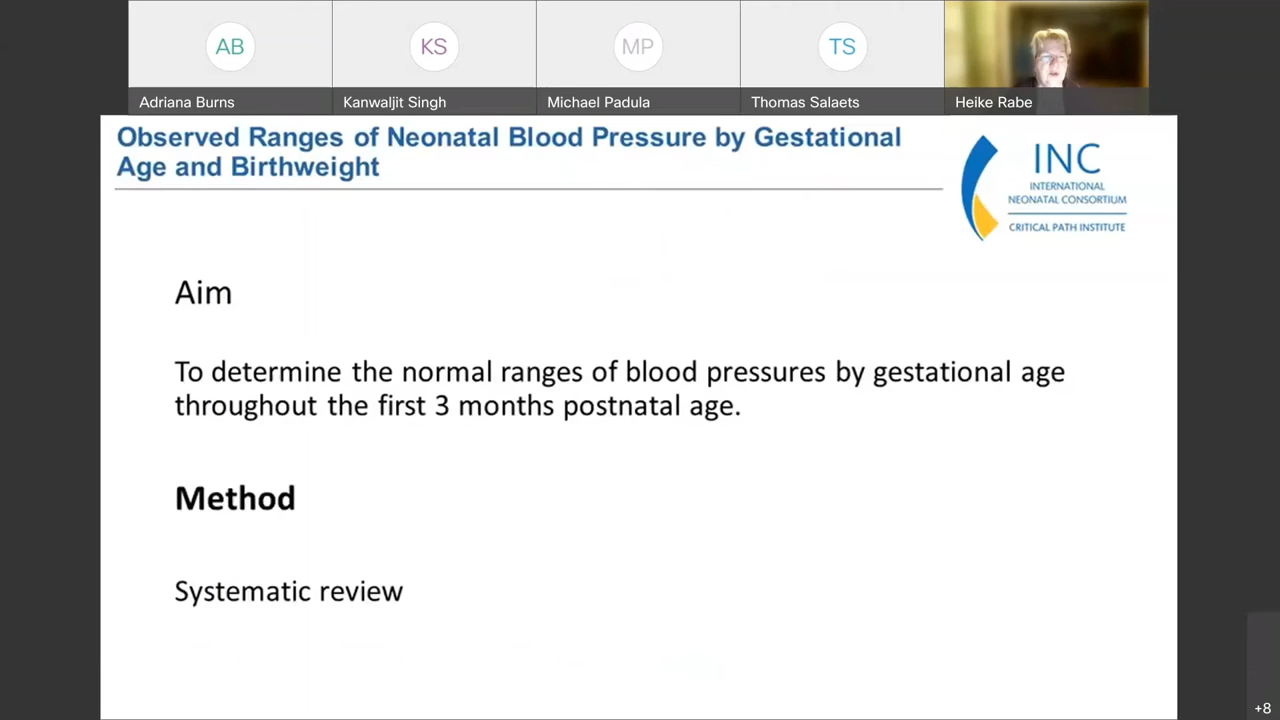 AB
KS
MP
TS
Adriana Burns
Kanwaljit Singh
Michael Padula
Thomas Salaets
Heike Rabe
Observed Ranges of Neonatal Blood Pressure by Gestational
Age and Birthweight
INC
INTERNATIONAL
NEONATAL CONSORTIUM
CRITICAL PATH INSTITUTE
Aim
To determine the normal ranges of blood pressures by gestational age
throughout the first 3 months postnatal age.
Method
Systematic review
+8